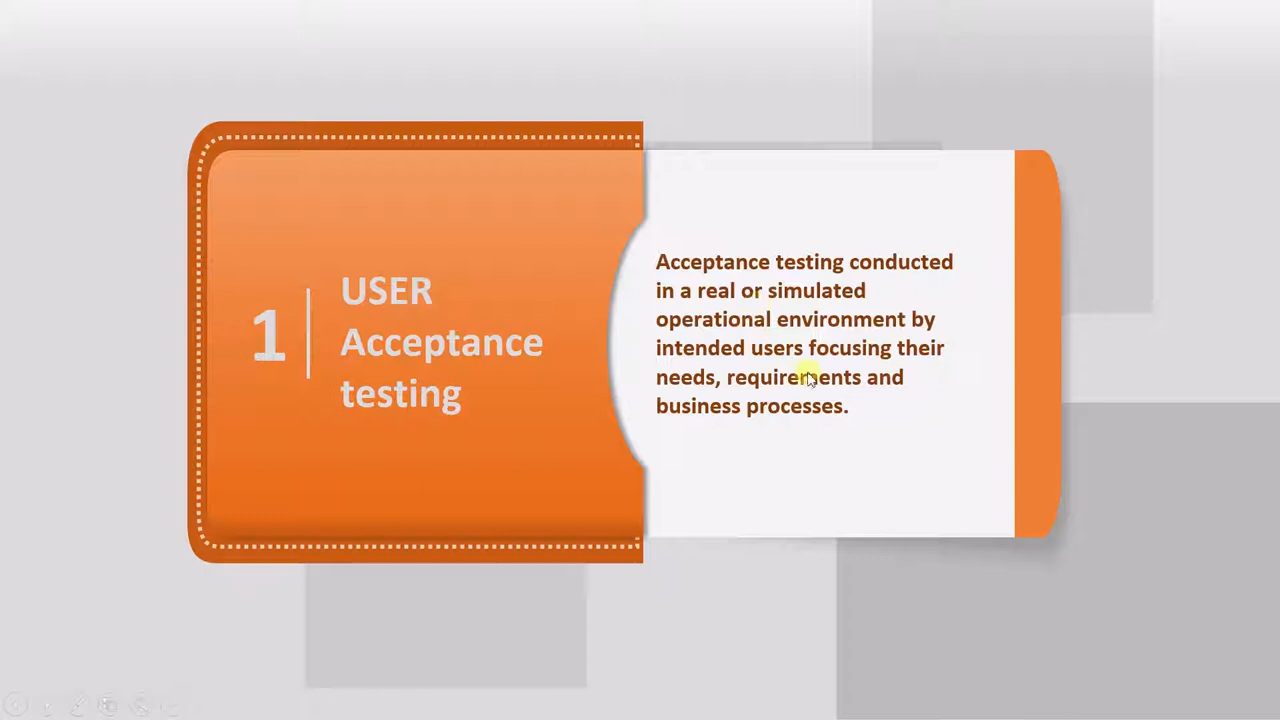 1
USER
Acceptance
testing
Acceptance testing conducted
in a real or simulated
operational environment by
intended users focusing their
needs, requirements and
business processes.